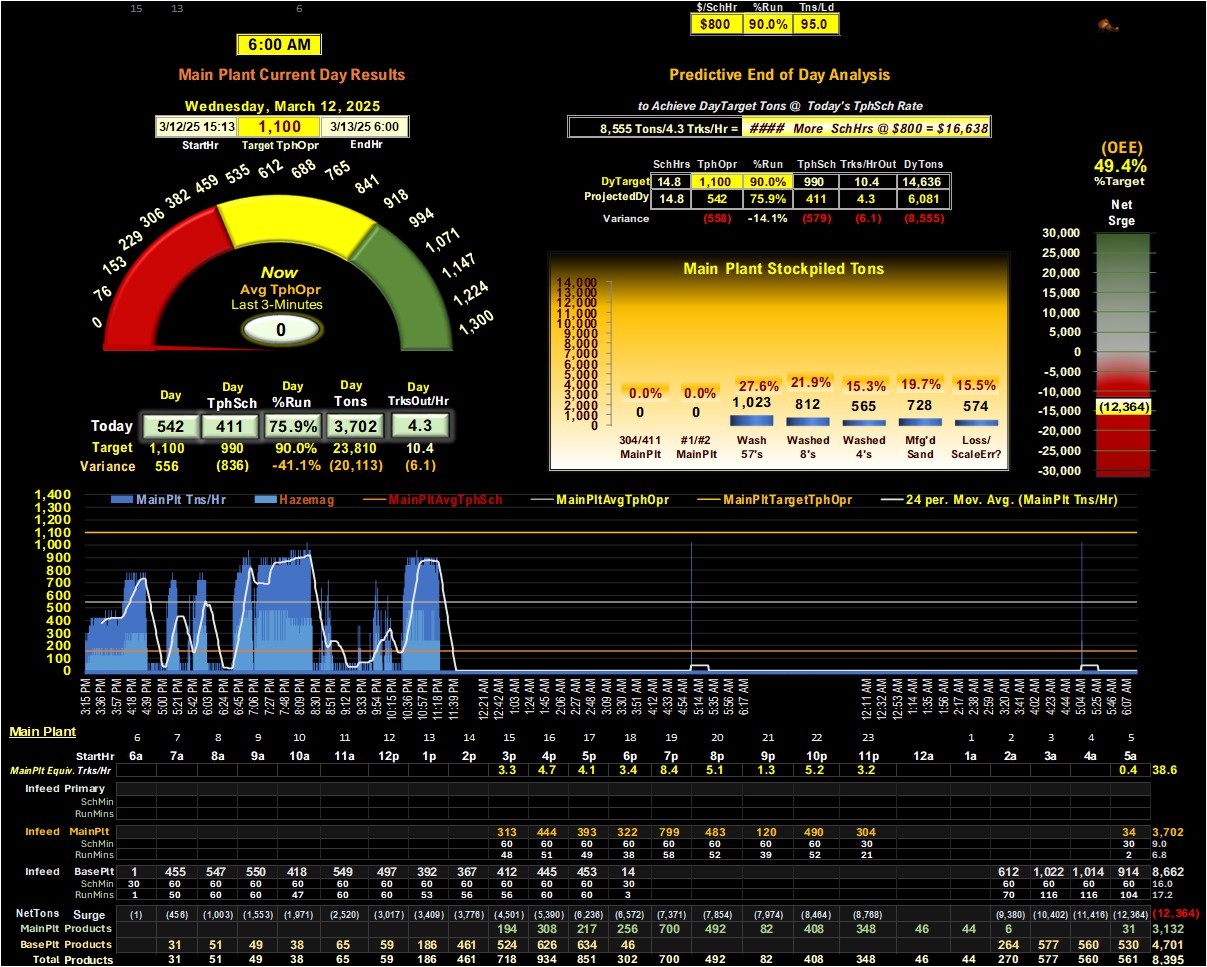 15 13 6
$/SchHr %Run Tns/Ld
$800 90.0% 95.0
6:00 AM
Main Plant Current Day Results
Predictive End of Day Analysis
Wednesday, March 12, 2025
to Achieve DayTarget Tons @ Today's TphSch Rate
3/12/25 15:13 1,100 3/13/25 6:00
StartHr Target TphOpr EndHr
8,555 Tons/4.3 Trks/Hr = #### More SchHrs @ $800 = $16,638
(OEE)
49.4%
%Target
Net
Srge
SchHrs TphOpr %Run TphSch Trks/HrOut DyTons
DyTarget 14.8 1,100 90.0% 990 10.4 14,636
ProjectedDy 14.8 542 75.9% 411 4.3 6,081
Variance (558) -14.1% (579) (6.1) (8,555)
0 76 153 229 306 382 459 535 612 688 765 841 918 994 1,071 1,147 1,224 1,300
Now
Avg TphOpr
Last 3-Minutes
0
Main Plant Stockpiled Tons
14,000
13,000
12,000
11,000
10,000
9,000
8,000
7,000
6,000
5,000
4,000
3,000
2,000
1,000
0
0.0% 0.0% 27.6% 21.9% 15.3% 19.7% 15.5%
0 0 1,023 812 565 728 574
304/411 #1/#2 Wash Washed Washed Mfg'd Loss/
MainPlt MainPlt 57's 8's 4's Sand ScaleErr?
30,000
25,000
20,000
15,000
10,000
5,000
0
-5,000
-10,000
-15,000
-20,000
-25,000
-30,000
(12,364)
Day Day Day Day Day
TphSch %Run Tons TrksOut/Hr
Today 542 411 75.9% 3,702 4.3
Target 1,100 990 90.0% 23,810 10.4
Variance 556 (836) -41.1% (20,113) (6.1)
MainPlt Tns/Hr Hazemag MainPltAvgTphSch MainPltAvgTphOpr MainPltTargetTphOpr 24 per. Mov. Avg. (MainPlt Tns/Hr)
1,400
1,300
1,200
1,100
1,000
900
800
700
600
500
400
300
200
100
0
3:15 PM 3:36 PM 3:57 PM 4:18 PM 4:39 PM 5:00 PM 5:21 PM 5:42 PM 6:03 PM 6:24 PM 6:45 PM 7:06 PM 7:27 PM 7:48 PM 8:09 PM 8:30 PM 8:51 PM 9:12 PM 9:33 PM 9:54 PM 10:15 PM 10:36 PM 10:57 PM 11:18 PM 11:39 PM 12:21 AM 12:42 AM 1:03 AM 1:24 AM 1:45 AM 2:06 AM 2:27 AM 2:48 AM 3:09 AM 3:30 AM 3:51 AM 4:12 AM 4:33 AM 4:54 AM 5:14 AM 5:35 AM 5:56 AM 6:17 AM 12:11 AM 12:32 AM 12:53 AM 1:14 AM 1:35 AM 1:56 AM 2:17 AM 2:38 AM 2:59 AM 3:20 AM 3:41 AM 4:02 AM 4:22 AM 4:43 AM 5:04 AM 5:25 AM 5:46 AM 6:07 AM
Main Plant
6 7 8 9 10 11 12 13 14 15 16 17 18 19 20 21 22 23 1 2 3 4 5
StartHr 6a 7a 8a 9a 10a 11a 12p 1p 2p 3p 4p 5p 6p 7p 8p 9p 10p 11p 12a 1a 2a 3a 4a 5a
MainPlt Equiv. Trks/Hr 3.3 4.7 4.1 3.4 8.4 5.1 1.3 5.2 3.2 0.4 38.6
Infeed Primary
SchMin
RunMins
Infeed MainPlt 313 444 393 322 799 483 120 490 304 34 3,702
SchMin 60 60 60 60 60 60 60 60 30 30 9.0
RunMins 48 51 49 38 58 52 39 52 21 2 6.8
Infeed BasePlt 1 455 547 550 418 549 497 392 367 412 445 453 14 612 1,022 1,014 914 8,662
SchMin 30 60 60 60 60 60 60 60 60 60 60 60 30 60 60 60 60 16.0
RunMins 1 50 60 60 47 60 60 53 56 56 60 60 3 70 116 116 104 17.2
NetTons Surge (1) (456) (1,003) (1,553) (1,971) (2,520) (3,017) (3,409) (3,776) (4,501) (5,390) (6,236) (6,572) (7,371) (7,854) (7,974) (8,464) (8,768) (9,380) (10,402) (11,416) (12,364) (12,364)
MainPlt Products 194 308 217 256 700 492 82 408 348 46 44 6 31 3,132
BasePlt Products 31 51 49 38 65 59 186 461 524 626 634 46 264 577 560 530 4,701
Total Products 31 51 49 38 65 59 186 461 718 934 851 302 700 492 82 408 348 46 44 270 577 560 561 8,395